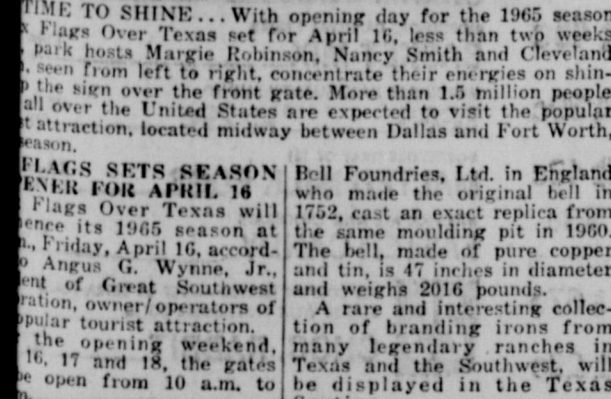 TIME TO SHINE... With opening day for the 1965 season
x Flags Over Texas set for April 16, less than two weeks
park hosts Margie Robinson, Nancy Smith and Cleveland
, seen from left to right, concentrate their energies on shin-
p the sign over the front gate. More than 1.5 million people
all over the United States are expected to visit the popular
t attraction, located midway between Dallas and Fort Worth,
eason.
FLAGS SETS SEASON
ENER FOR APRIL 16
Flags Over Texas will
ence its 1965 season at
., Friday, April 16, accord-
o Angus G. Wynne, Jr.,
ent of Great Southwest
ration, owner/operators of
opular tourist attraction.
the opening weekend,
16, 17 and 18, the gates
e open from 10 a.m. to
Bell Foundries, Ltd. in England
who made the original bell in
1752, cast an exact replica from
the same moulding pit in 1960.
The bell, made of pure copper
and tin, is 47 inches in diameter
and weighs 2016 pounds.
A rare and interesting collec-
tion of branding irons from
many legendary ranches in
Texas and the Southwest, will
be displayed in the Texas